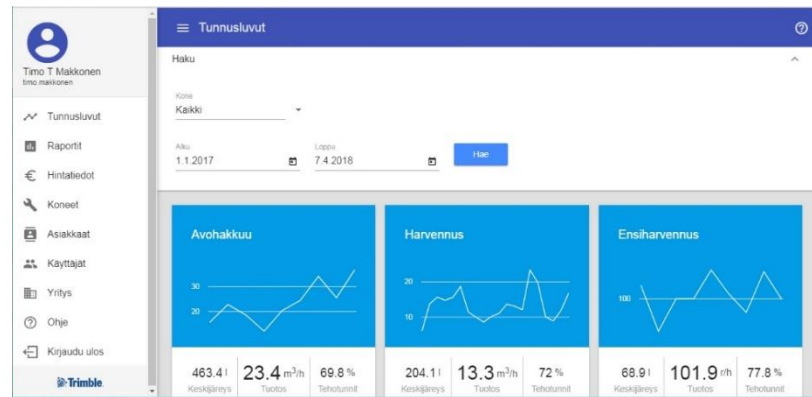 Tunnusluvut
Haku
Timo T Makkonen
timo.makkonen
Kone
Kaikki
Tunnusluvut
Raportit
Hintatiedot
Koneet
Asiakkaat
Käyttäjät
Yritys
Ohje
Kirjaudu ulos
Trimble
Alku
1.1.2017
Loppu
7.4.2018
Hae
Avohakkuu
30
20
463.4 l
Keskijäreys
23.4 m³/h
Tuotos
69.8 %
Tehotunnit
Harvennus
20
10
204.1 l
Keskijäreys
13.3 m³/h
Tuotos
72 %
Tehotunnit
Ensiharvennus
100
68.9 l
Keskijäreys
101.9 r/h
Tuotos
77.8 %
Tehotunnit